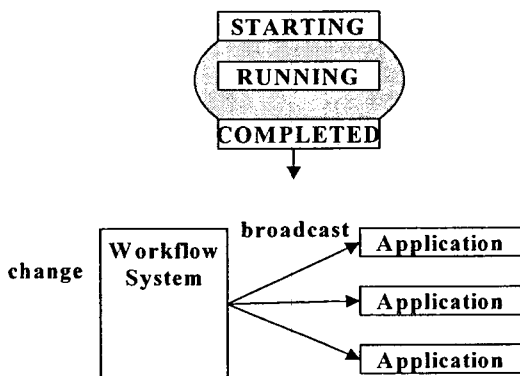 STARTING
RUNNING
COMPLETED
change
Workflow
System
broadcast
Application
Application
Application